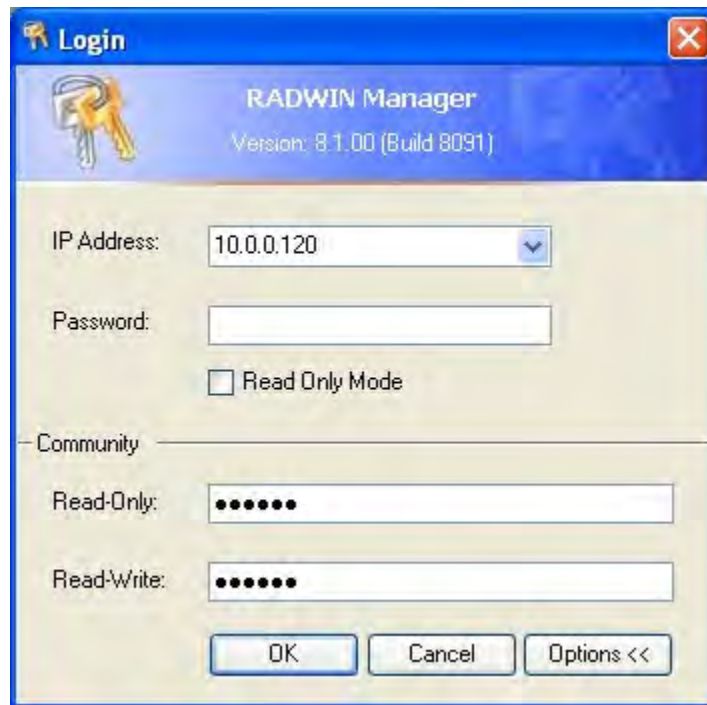 Login
RADWIN Manager
Version: 8.1.00 (Build 8091)
IP Address: 10.0.0.120
Password:
Read Only Mode
Community
Read-Only: ●●●●●●
Read-Write: ●●●●●●
OK Cancel Options <<